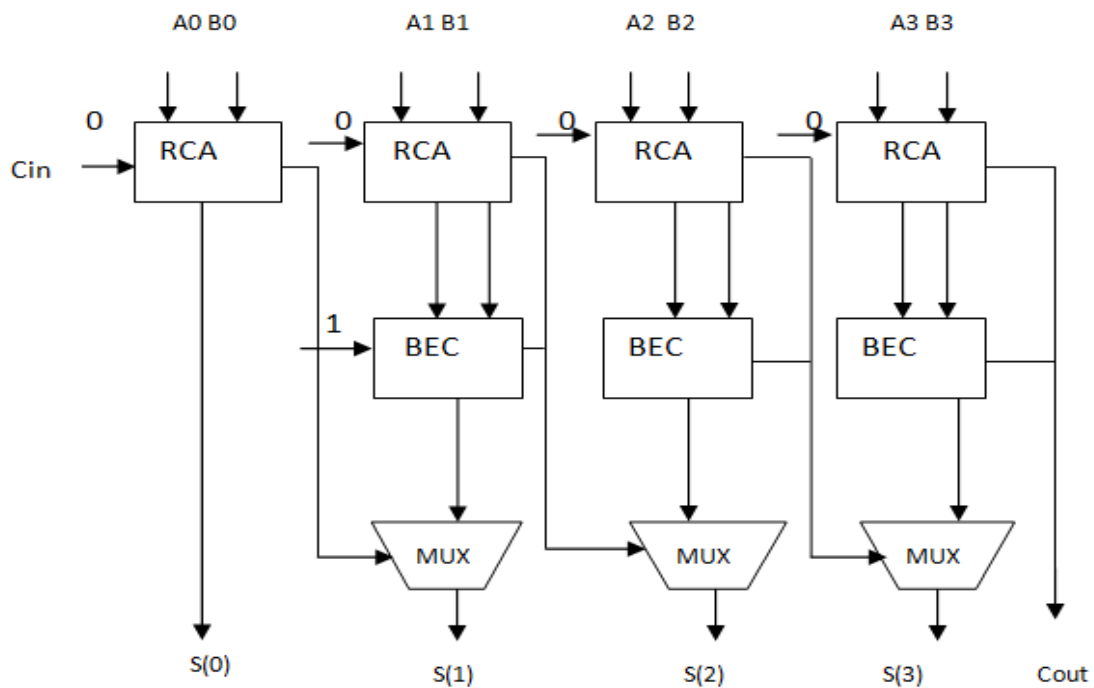 A0 B0 A1 B1 A2 B2 A3 B3
0 0 0 0
Cin RCA RCA RCA RCA
1
BEC BEC BEC
MUX MUX MUX
S(0) S(1) S(2) S(3) Cout